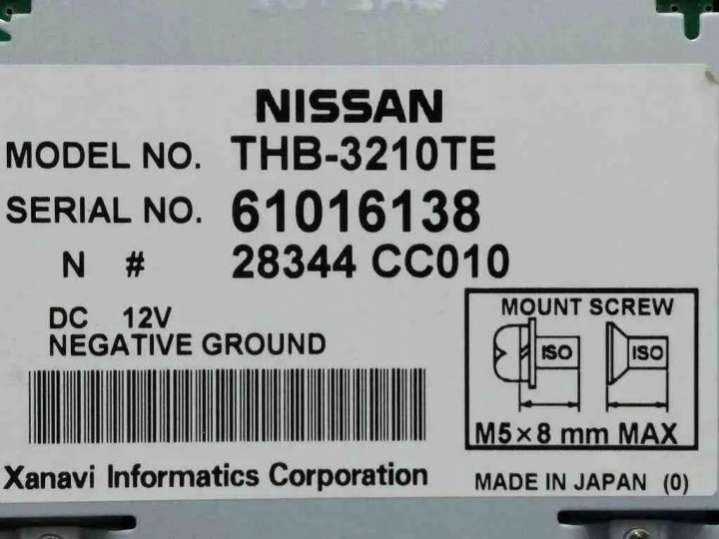 NISSAN
MODEL NO. THB-3210TE
SERIAL NO. 61016138
N # 28344 CC010
DC 12V
NEGATIVE GROUND
MOUNT SCREW
ISO ISO
M5×8 mm MAX
Xanavi Informatics Corporation
MADE IN JAPAN (0)